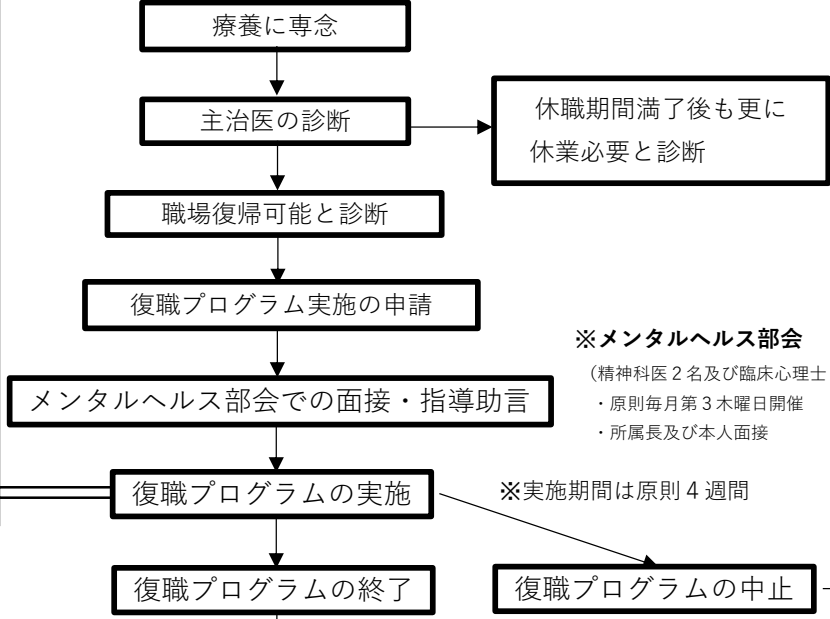 療養に専念
主治医の診断
休職期間満了後も更に
休業必要と診断
職場復帰可能と診断
復職プログラム実施の申請
※メンタルヘルス部会
(精神科医2名及び臨床心理士
・原則毎月第3木曜日開催
・所属長及び本人面接
メンタルヘルス部会での面接・指導助言
復職プログラムの実施
※実施期間は原則4週間
復職プログラムの終了
復職プログラムの中止